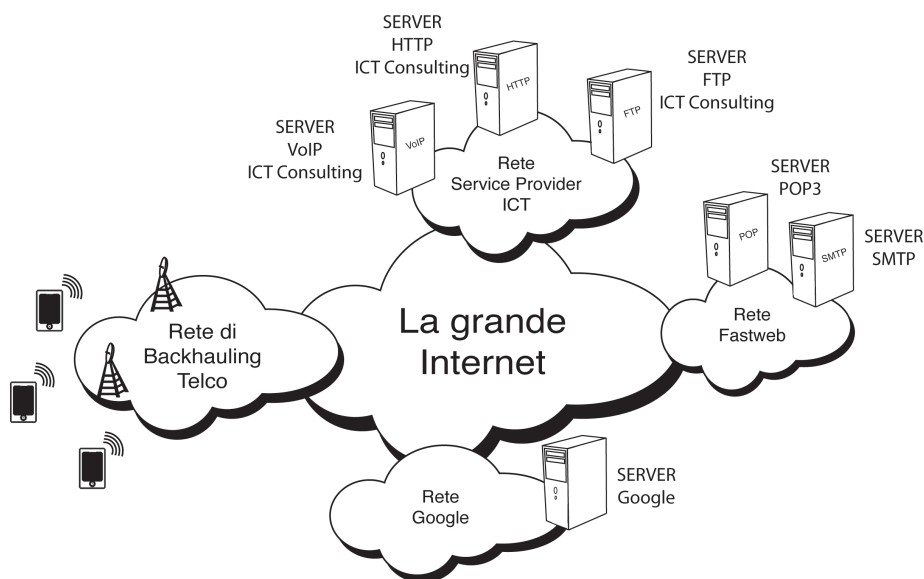 SERVER
HTTP
ICT Consulting
HTTP
SERVER
FTP
ICT Consulting
FTP
SERVER
VoIP
ICT Consulting
VoIP
Rete
Service Provider
ICT
SERVER
POP3
POP
SERVER
SMTP
SMTP
Rete
Fastweb
La grande
Internet
Rete di
Backhauling
Telco
Rete
Google
SERVER
Google